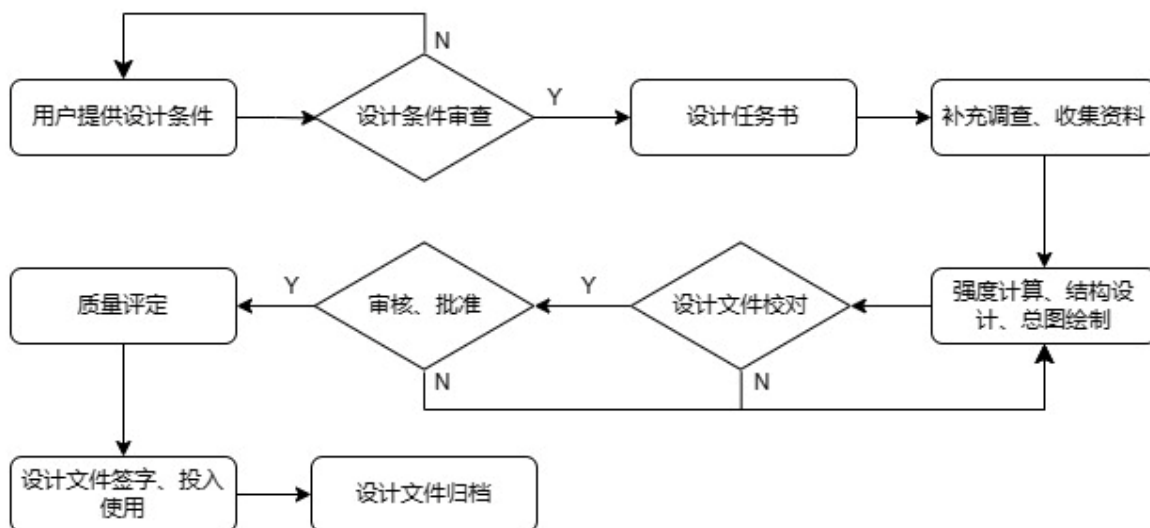 N
用户提供设计条件
设计条件审查
Y
设计任务书
补充调查、收集资料
强度计算、结构设
计、总图绘制
设计文件校对
Y
N
审核、批准
Y
N
质量评定
设计文件签字、投入
使用
设计文件归档